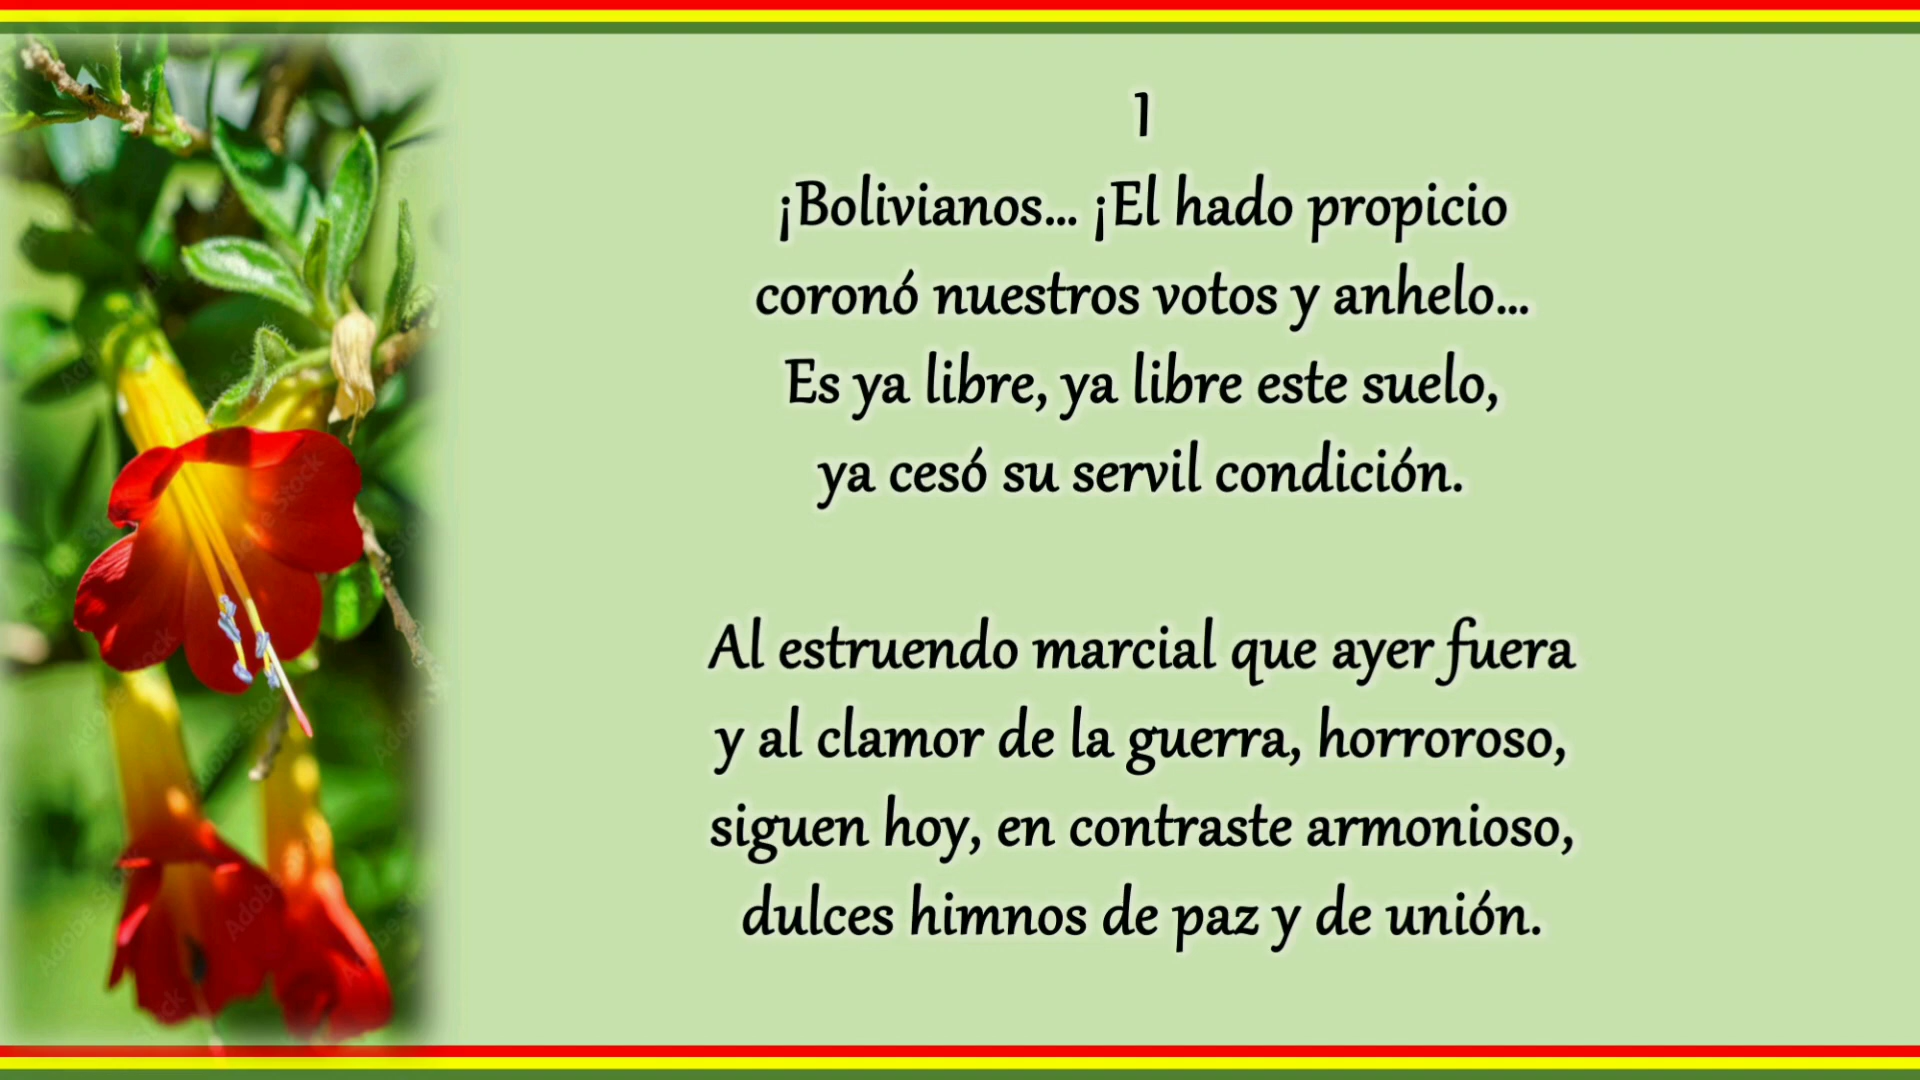 1
¡Bolivianos... ¡El hado propicio
coronó nuestros votos y anhelo...
Es ya libre, ya libre este suelo,
ya cesó su servil condición.
Al estruendo marcial que ayer fuera
y al clamor de la guerra, horroroso,
siguen hoy, en contraste armonioso,
dulces himnos de paz y de unión.
Adobe Stock